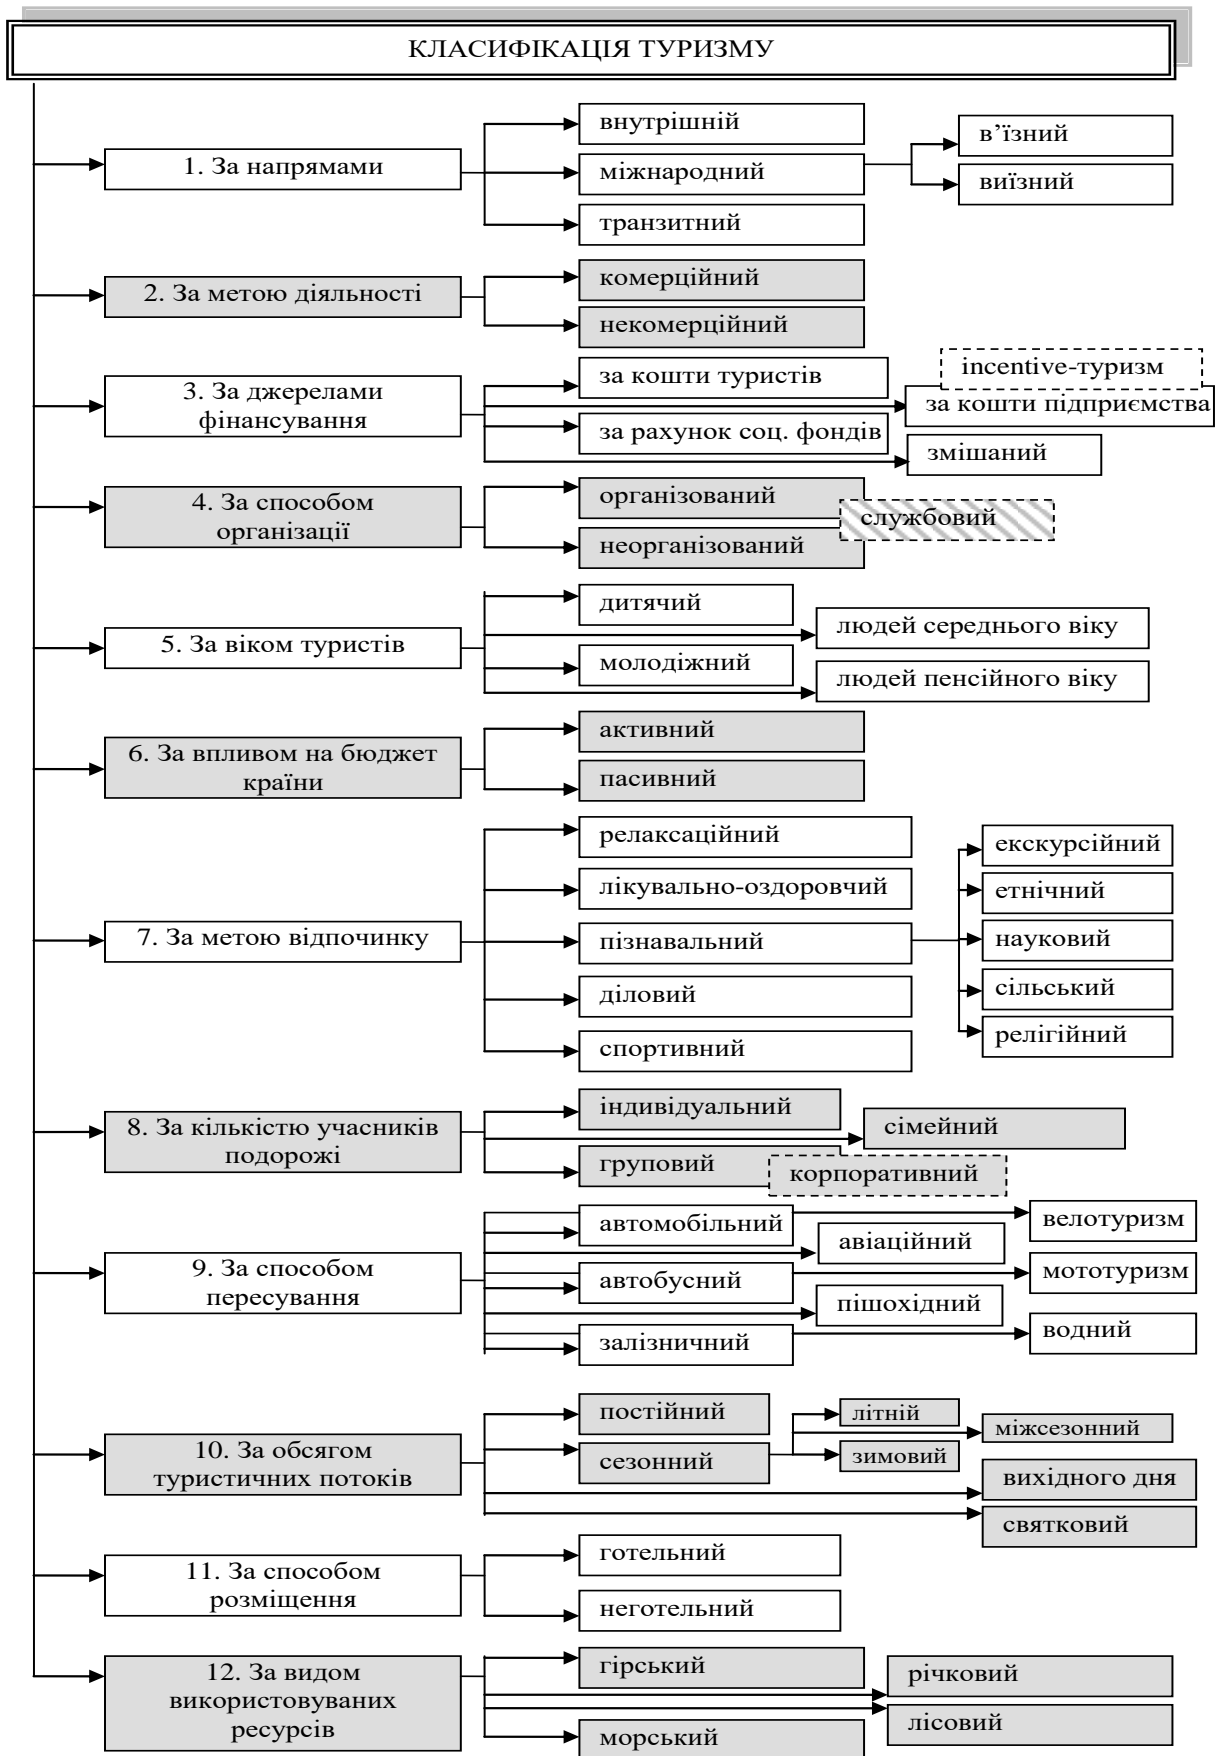 КЛАСИФІКАЦІЯ ТУРИЗМУ
1. За напрямами
внутрішній
міжнародний
транзитний
в’їзний
виїзний
2. За метою діяльності
комерційний
некомерційний
3. За джерелами
фінансування
за кошти туристів
incentive-туризм
за кошти підприємства
за рахунок соц. фондів
змішаний
4. За способом
організації
організований
службовий
неорганізований
5. За віком туристів
дитячий
людей середнього віку
молодіжний
людей пенсійного віку
6. За впливом на бюджет
країни
активний
пасивний
7. За метою відпочинку
релаксаційний
лікувально-оздоровчий
пізнавальний
діловий
спортивний
екскурсійний
етнічний
науковий
сільський
релігійний
8. За кількістю учасників
подорожі
індивідуальний
сімейний
груповий
корпоративний
9. За способом
пересування
автомобільний
велотуризм
авіаційний
автобусний
мототуризм
пішохідний
залізничний
водний
10. За обсягом
туристичних потоків
постійний
сезонний
літній
міжсезонний
зимовий
вихідного дня
святковий
11. За способом
розміщення
готельний
неготельний
12. За видом
використовуваних
ресурсів
гірський
річковий
лісовий
морський